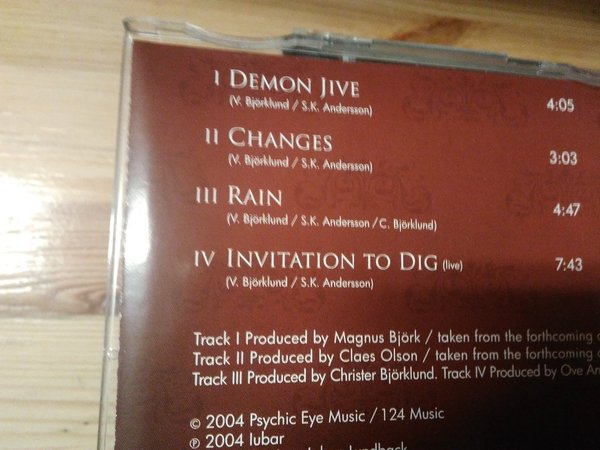 I DEMON JIVE 4:05
(V. Björklund / S.K. Andersson)
II CHANGES 3:03
(V. Björklund / S.K. Andersson)
III RAIN 4:47
(V. Björklund / S.K. Andersson / C. Björklund)
IV INVITATION TO DIG (live) 7:43
(V. Björklund / S.K. Andersson)
Track I Produced by Magnus Björk / taken from the forthcoming
Track II Produced by Claes Olson / taken from the forthcoming
Track III Produced by Christer Björklund. Track IV Produced by Ove
© 2004 Psychic Eye Music / 124 Music
℗ 2004 Iubar